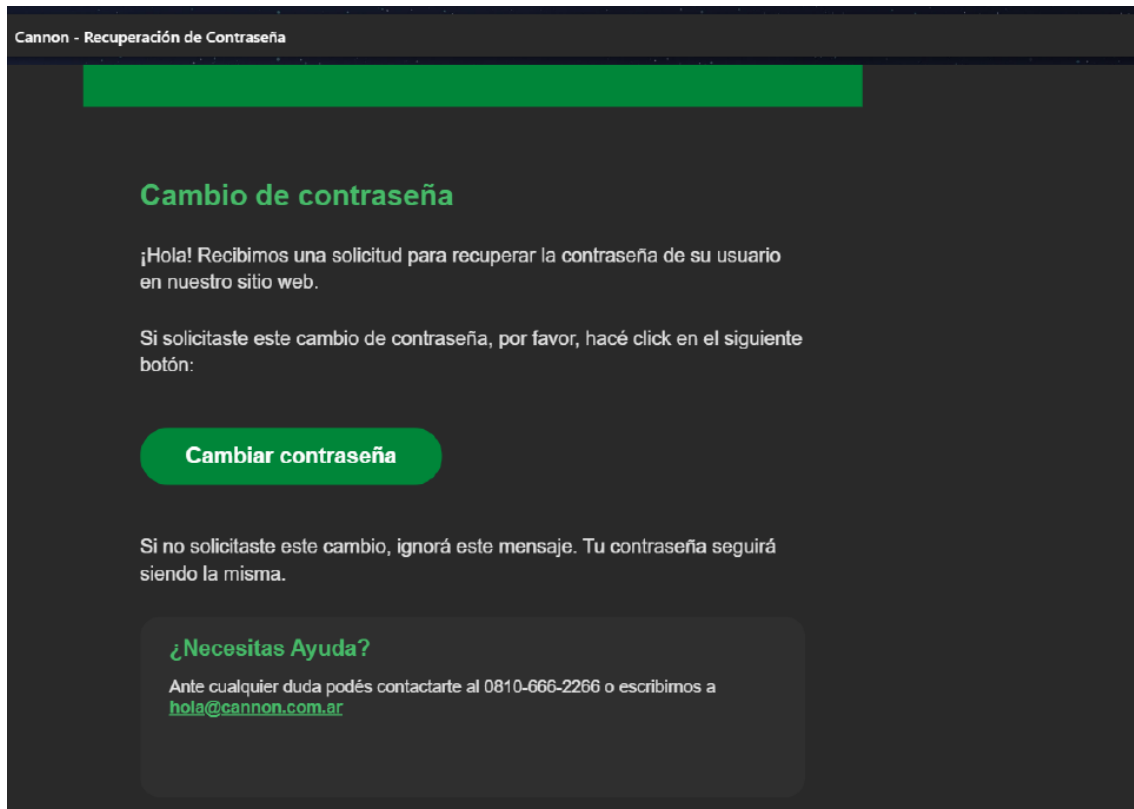 Cannon - Recuperación de Contraseña
Cambio de contraseña
¡Hola! Recibimos una solicitud para recuperar la contraseña de su usuario
en nuestro sitio web.
Si solicitaste este cambio de contraseña, por favor, hacé click en el siguiente
botón:
Cambiar contraseña
Si no solicitaste este cambio, ignorá este mensaje. Tu contraseña seguirá
siendo la misma.
¿Necesitas Ayuda?
Ante cualquier duda podés contactarte al 0810-666-2266 o escribirnos a
hola@cannon.com.ar